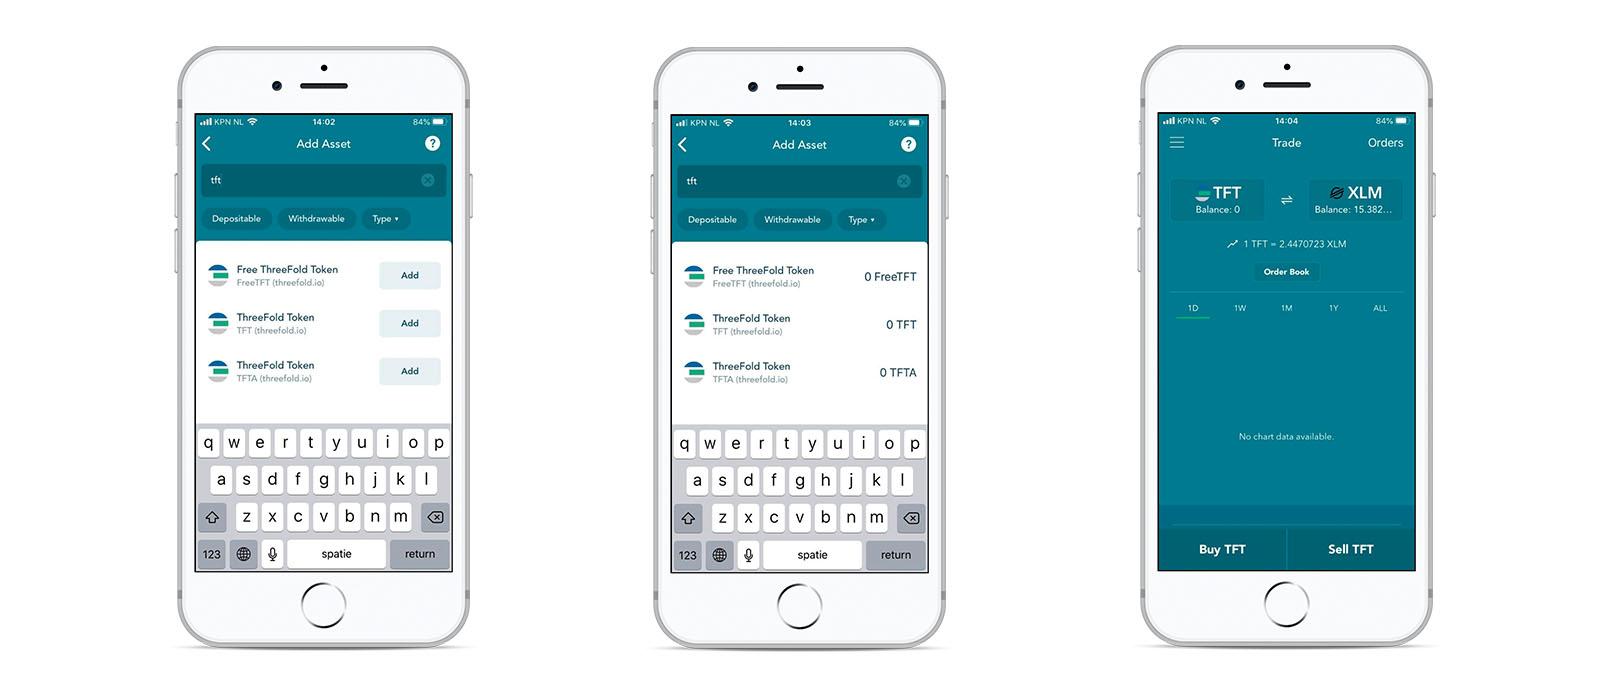 KPN NL 14:02 84%
Add Asset ?
tft
Depositable Withdrawable Type
Free ThreeFold Token
FreeTFT (threefold.io)
Add
ThreeFold Token
TFT (threefold.io)
Add
ThreeFold Token
TFTA (threefold.io)
Add
q w e r t y u i o p
a s d f g h j k l
z x c v b n m
123 spatie return
KPN NL 14:03 84%
Add Asset ?
tft
Depositable Withdrawable Type
Free ThreeFold Token
FreeTFT (threefold.io)
0 FreeTFT
ThreeFold Token
TFT (threefold.io)
0 TFT
ThreeFold Token
TFTA (threefold.io)
0 TFTA
q w e r t y u i o p
a s d f g h j k l
z x c v b n m
123 spatie return
KPN NL 14:04 84%
Trade Orders
TFT XLM
Balance: 0 Balance: 15.382...
1 TFT = 2.4470723 XLM
Order Book
1D 1W 1M 1Y ALL
No chart data available.
Buy TFT Sell TFT